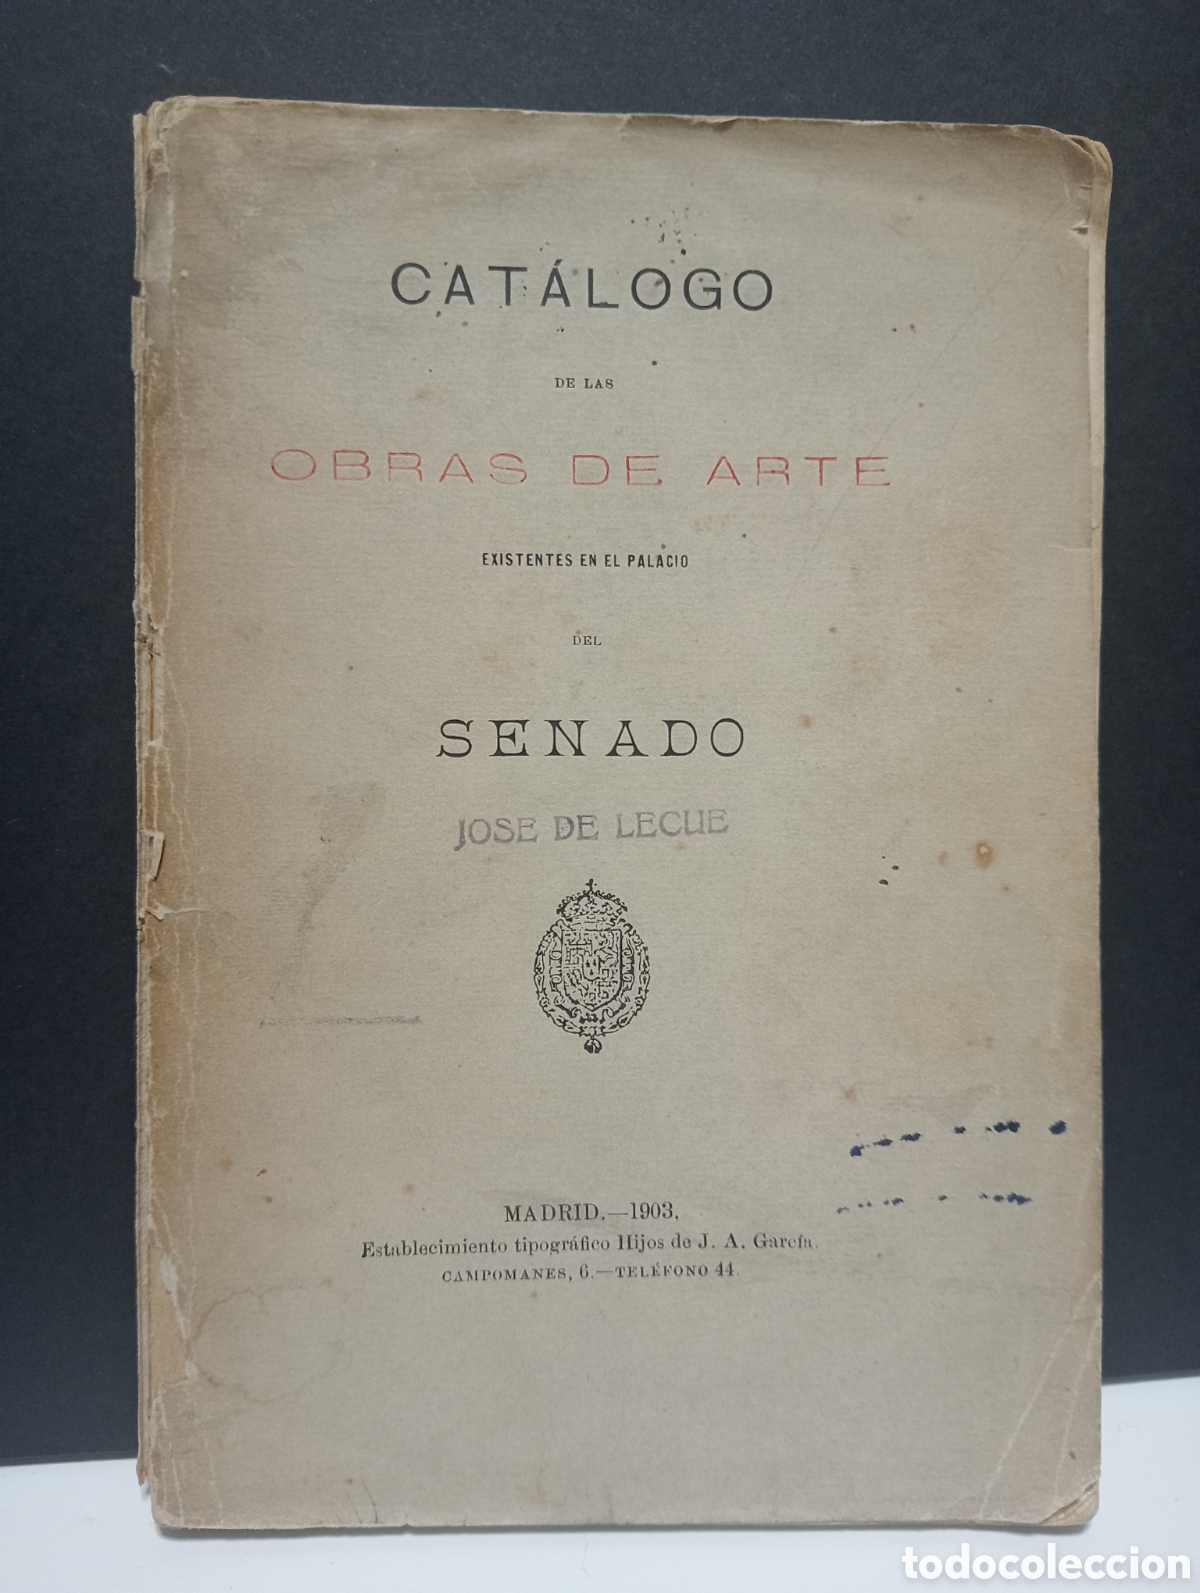 CATÁLOGO
DE LAS
OBRAS DE ARTE
EXISTENTES EN EL PALACIO
DEL
SENADO
JOSE DE LECUE
MADRID.—1903.
Establecimiento tipográfico Hijos de J. A. García.
CAMPOMANES, 6.—TELÉFONO 44.
todocoleccion